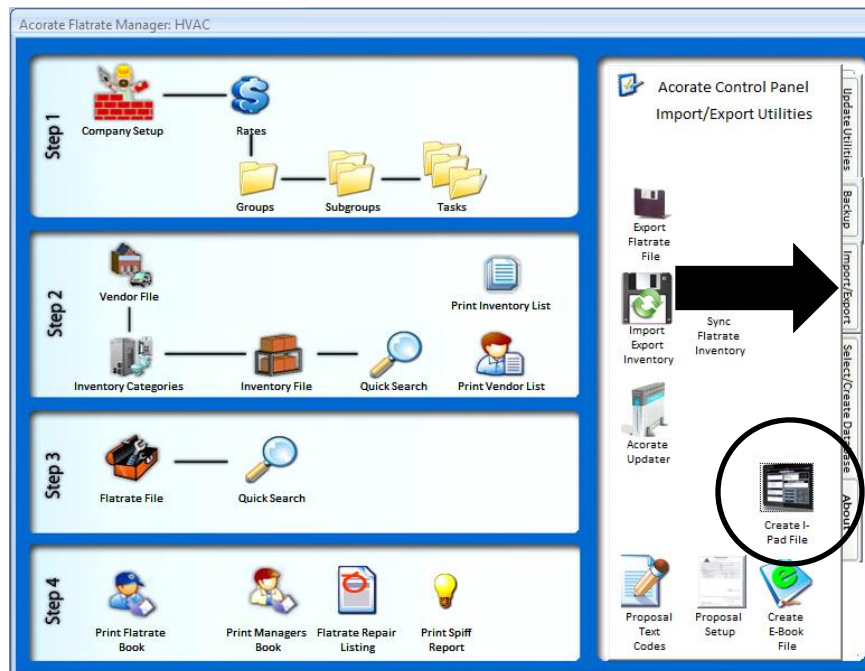 Acorate Flatrate Manager: HVAC
Step 1
Company Setup
Rates
Groups
Subgroups
Tasks
Step 2
Vendor File
Print Inventory List
Inventory Categories
Inventory File
Quick Search
Print Vendor List
Step 3
Flatrate File
Quick Search
Step 4
Print Flatrate
Book
Print Managers
Book
Flatrate Repair
Listing
Print Spiff
Report
Acorate Control Panel
Import/Export Utilities
Export
Flatrate
File
Import
Export
Inventory
Sync
Flatrate
Inventory
Acorate
Updater
Create I-
Pad File
Proposal
Text
Codes
Proposal
Setup
Create
E-Book
File
Update Utilities
Backup
Import/Export
Select/Create Database
About